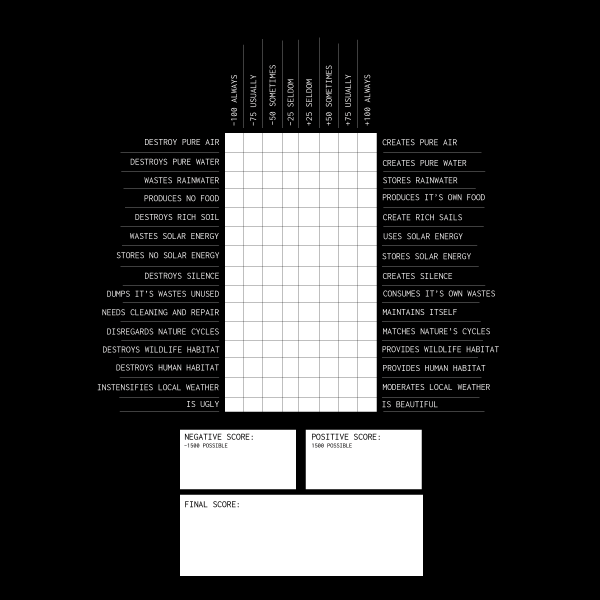 -100 ALWAYS
-75 USUALLY
-50 SOMETIMES
-25 SELDOM
+25 SELDOM
+50 SOMETIMES
+75 USUALLY
+100 ALWAYS
DESTROY PURE AIR CREATES PURE AIR
DESTROYS PURE WATER CREATES PURE WATER
WASTES RAINWATER STORES RAINWATER
PRODUCES NO FOOD PRODUCES IT'S OWN FOOD
DESTROYS RICH SOIL CREATE RICH SAILS
WASTES SOLAR ENERGY USES SOLAR ENERGY
STORES NO SOLAR ENERGY STORES SOLAR ENERGY
DESTROYS SILENCE CREATES SILENCE
DUMPS IT'S WASTES UNUSED CONSUMES IT'S OWN WASTES
NEEDS CLEANING AND REPAIR MAINTAINS ITSELF
DISREGARDS NATURE CYCLES MATCHES NATURE'S CYCLES
DESTROYS WILDLIFE HABITAT PROVIDES WILDLIFE HABITAT
DESTROYS HUMAN HABITAT PROVIDES HUMAN HABITAT
INSTENSIFIES LOCAL WEATHER MODERATES LOCAL WEATHER
IS UGLY IS BEAUTIFUL
NEGATIVE SCORE: POSITIVE SCORE:
-1500 POSSIBLE 1500 POSSIBLE
FINAL SCORE: